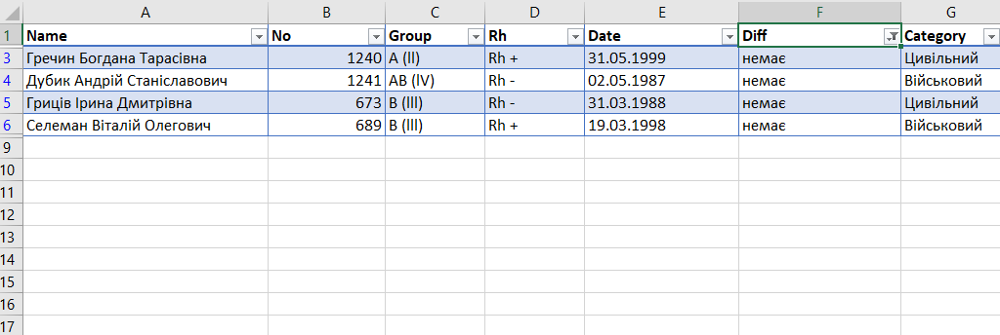 A B C D E F G
1 Name No Group Rh Date Diff Category
3 Гречин Богдана Тарасівна 1240 A (II) Rh + 31.05.1999 немає Цивільний
4 Дубик Андрій Станіславович 1241 AB (IV) Rh - 02.05.1987 немає Військовий
5 Гриців Ірина Дмитрівна 673 B (III) Rh - 31.03.1988 немає Цивільний
6 Селеман Віталій Олегович 689 B (III) Rh + 19.03.1998 немає Військовий
9
10
11
12
13
14
15
16
17